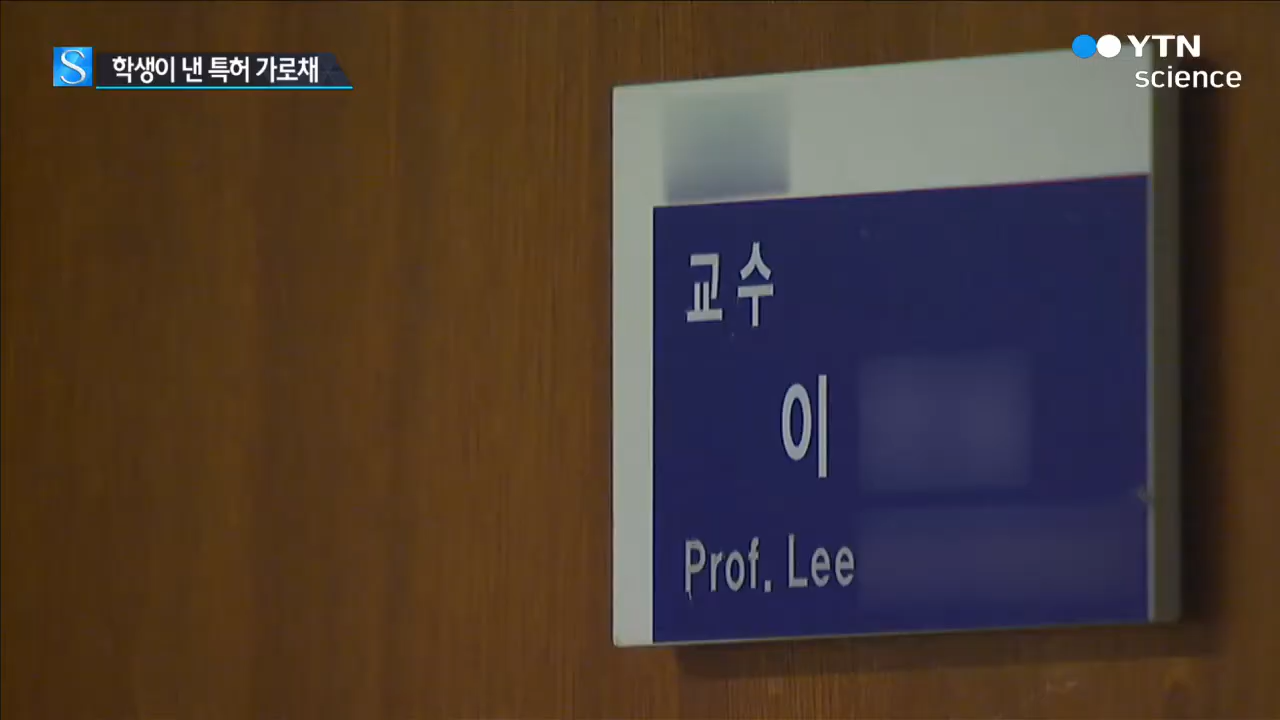 S 학생이 낸 특허 가로채
YTN
science
교수
이
Prof. Lee